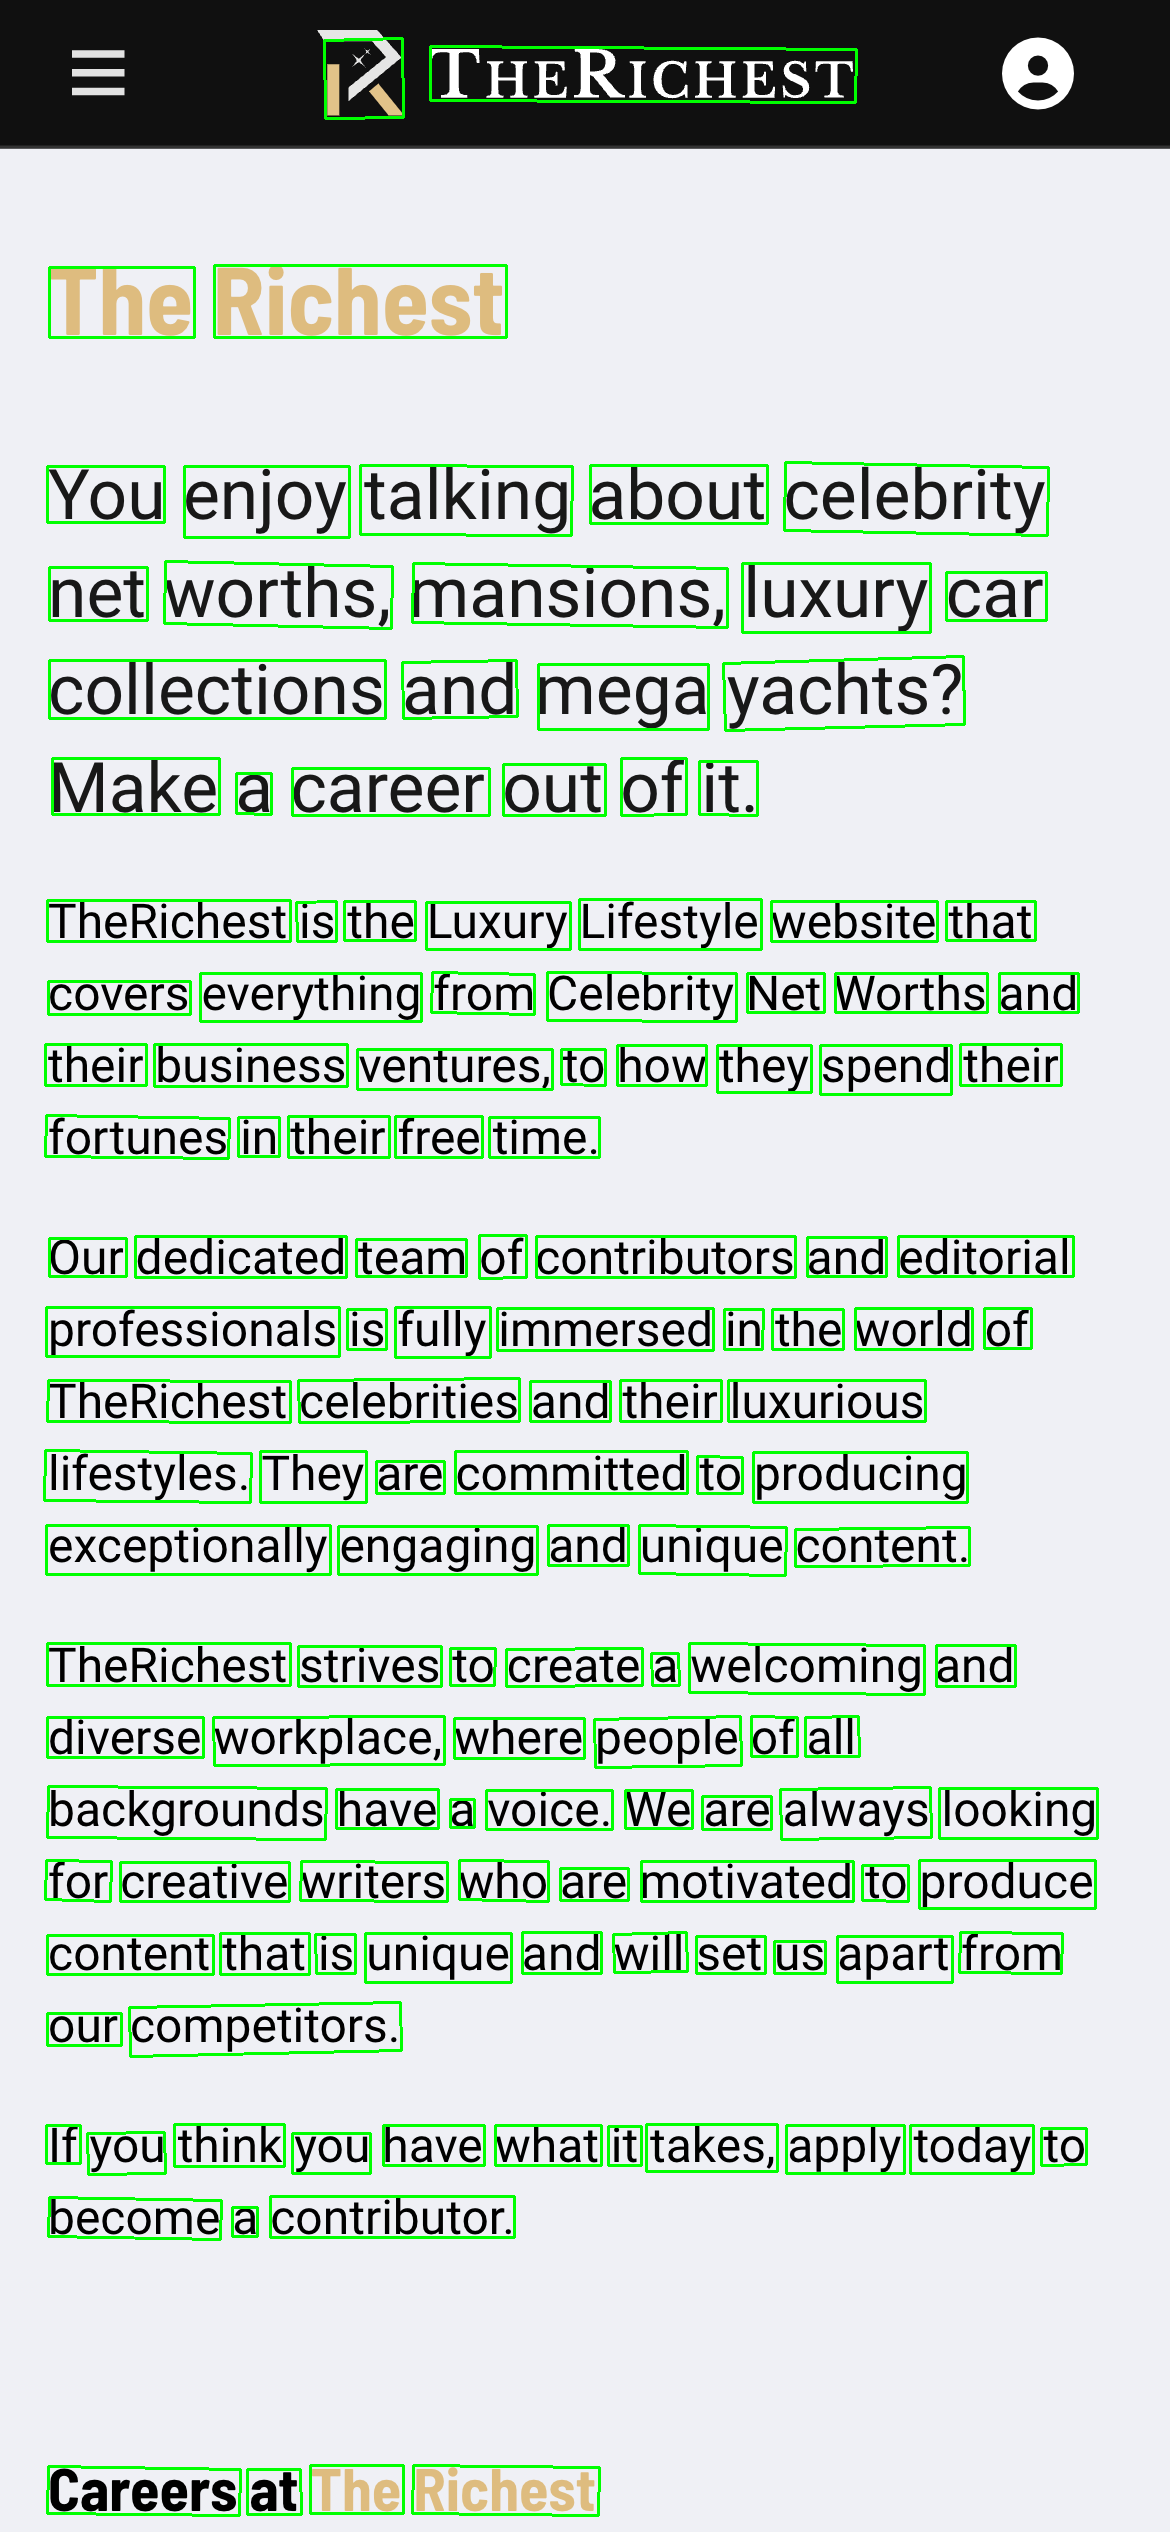 THERICHEST
The Richest
You enjoy talking about celebrity
net worths, mansions, luxury car
collections and mega yachts?
Make a career out of it.
TheRichest is the Luxury Lifestyle website that
covers everything from Celebrity Net Worths and
their business ventures, to how they spend their
fortunes in their free time.
Our dedicated team of contributors and editorial
professionals is fully immersed in the world of
TheRichest celebrities and their luxurious
lifestyles. They are committed to producing
exceptionally engaging and unique content.
TheRichest strives to create a welcoming and
diverse workplace, where people of all
backgrounds have a voice. We are always looking
for creative writers who are motivated to produce
content that is unique and will set us apart from
our competitors.
If you think you have what it takes, apply today to
become a contributor.
Careers at The Richest